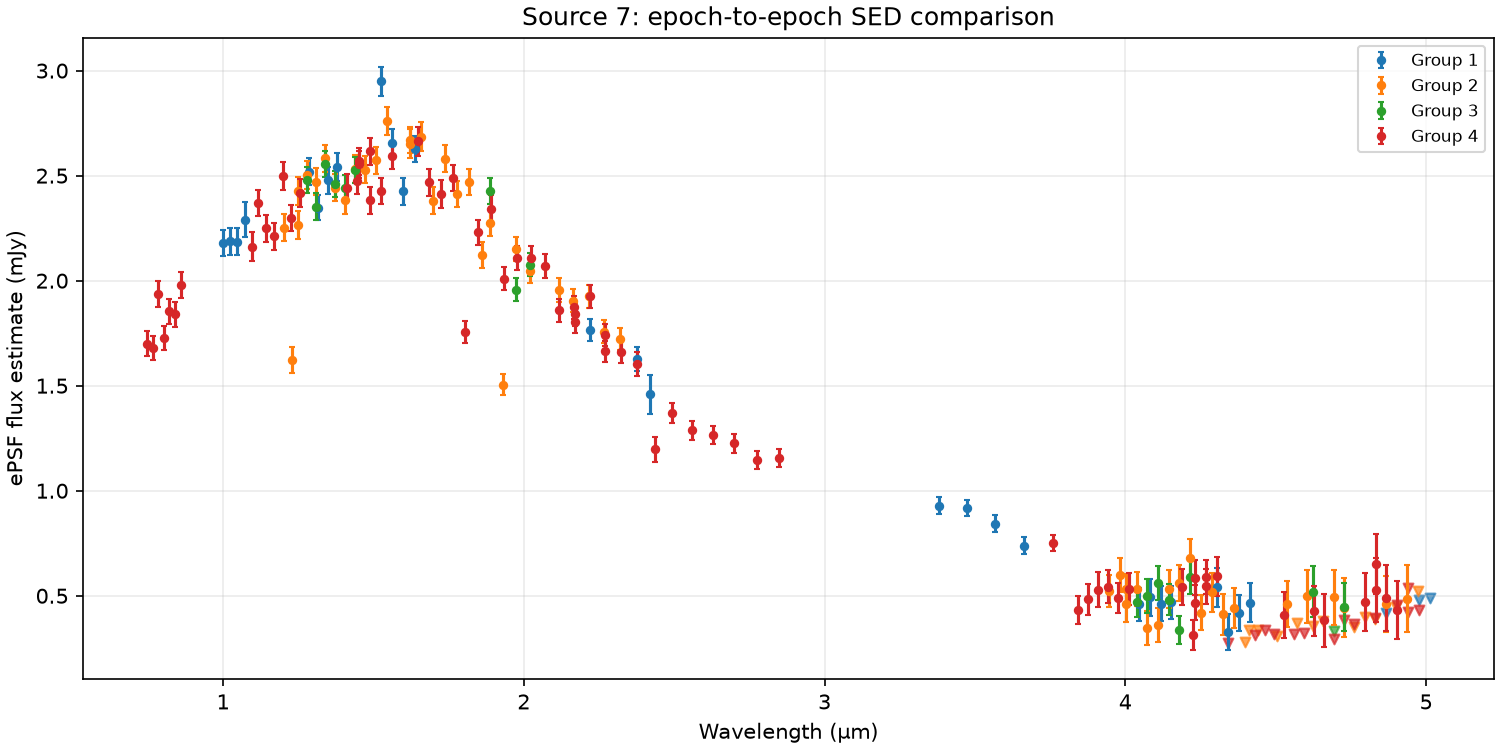 Source 7: epoch-to-epoch SED comparison
ePSF flux estimate (mJy)
3.0
2.5
2.0
1.5
1.0
0.5
Group 1
Group 2
Group 3
Group 4
1
2
3
4
5
Wavelength (µm)